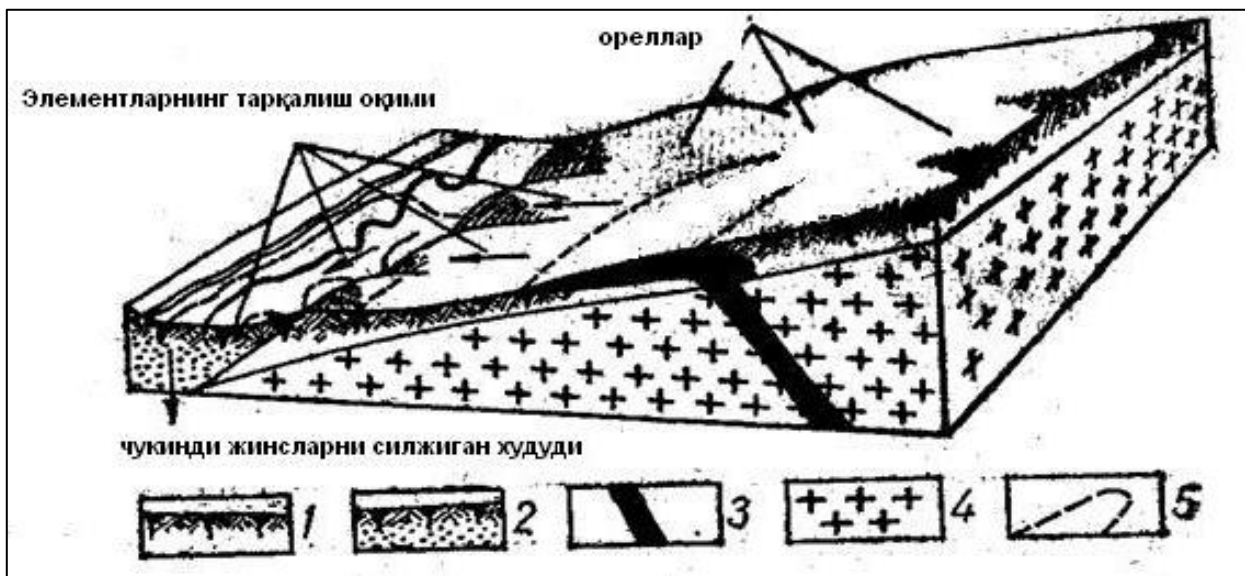 ореллар
Элементларнинг тарқалиш оқими
чукинди жинсларни силжиган худуди
1 2 3 4 5